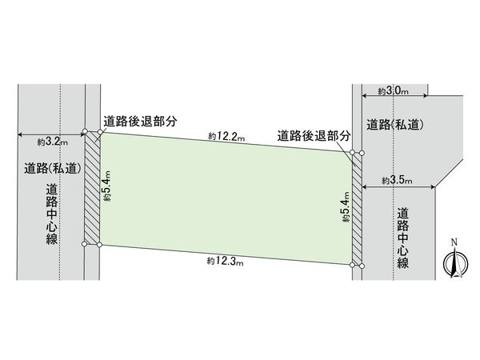 約3.0m
道路後退部分
約12.2m
道路後退部分
道路(私道)
約3.2m
道路(私道)
約5.4m
約5.4m
約3.5m
道路中心線
道路中心線
約12.3m
N